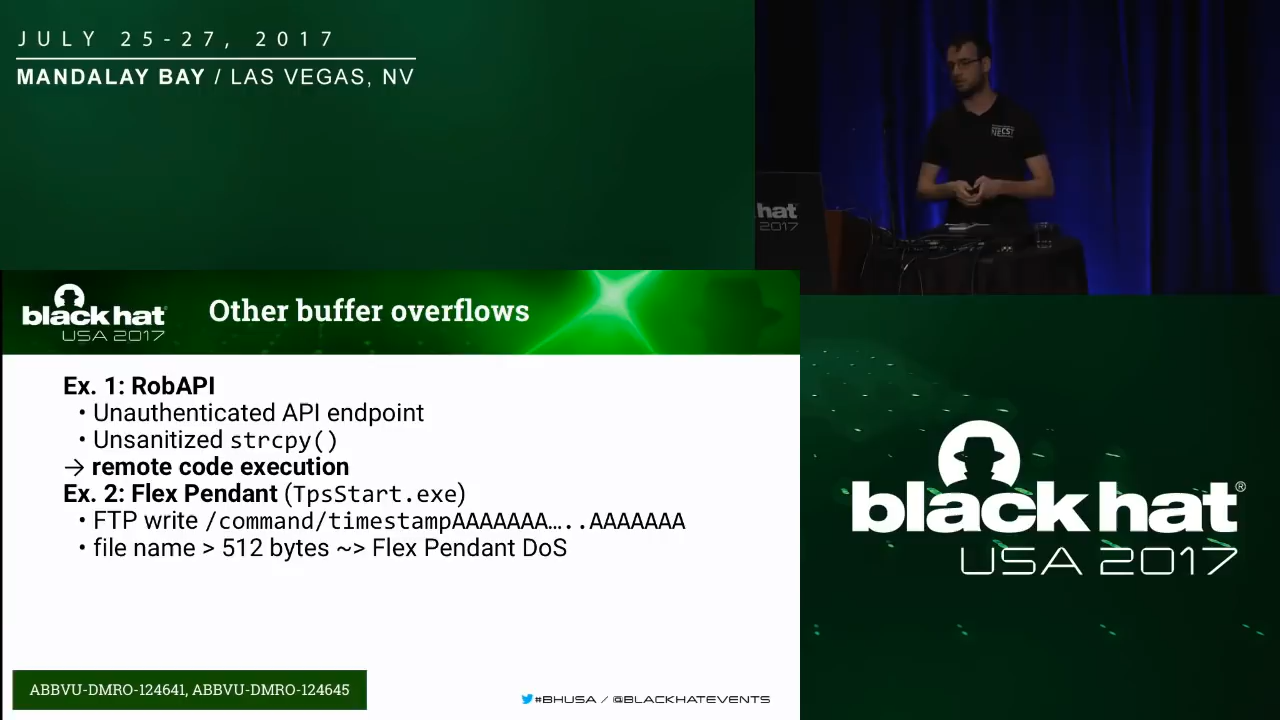 JULY 25-27, 2017
MANDALAY BAY / LAS VEGAS, NV
NECST
hat
2017
black hat
USA 2017
Other buffer overflows
Ex. 1: RobAPI
• Unauthenticated API endpoint
• Unsanitized strcpy()
→ remote code execution
Ex. 2: Flex Pendant (TpsStart.exe)
• FTP write /command/timestampAAAAAAA…..AAAAAAA
• file name > 512 bytes ~> Flex Pendant DoS
ABBVU-DMRO-124641, ABBVU-DMRO-124645
#BHUSA / @BLACKHATEVENTS
black hat®
USA 2017